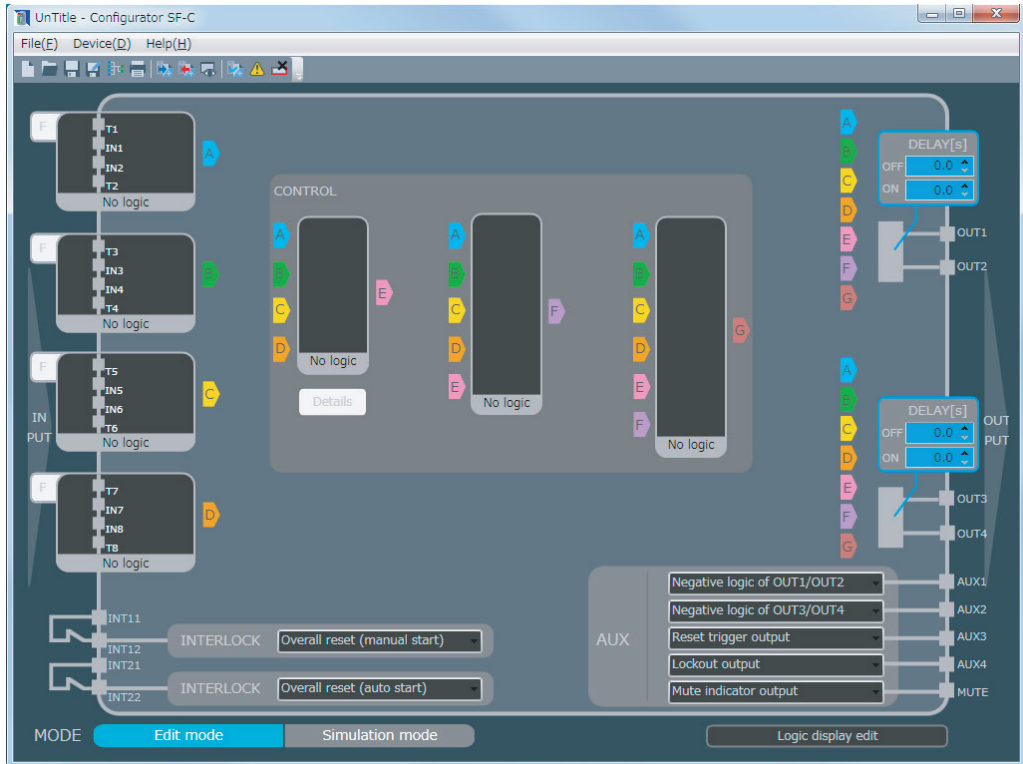 UnTitle - Configurator SF-C
File(F) Device(D) Help(H)
F
T1
IN1
IN2
T2
No logic
A
F
T3
IN3
IN4
T4
No logic
B
F
T5
IN5
IN6
T6
No logic
C
F
T7
IN7
IN8
T8
No logic
D
IN
PUT
CONTROL
A
B
C
D
No logic
E
Details
A
B
C
D
E
No logic
F
A
B
C
D
E
F
No logic
G
A
B
C
D
E
F
G
DELAY[s]
OFF 0.0
ON 0.0
OUT1
OUT2
A
B
C
D
E
F
G
DELAY[s]
OFF 0.0
ON 0.0
OUT3
OUT4
OUT
PUT
INT11
INT12
INTERLOCK Overall reset (manual start)
INT21
INT22
INTERLOCK Overall reset (auto start)
AUX
Negative logic of OUT1/OUT2 AUX1
Negative logic of OUT3/OUT4 AUX2
Reset trigger output AUX3
Lockout output AUX4
Mute indicator output MUTE
MODE Edit mode Simulation mode Logic display edit